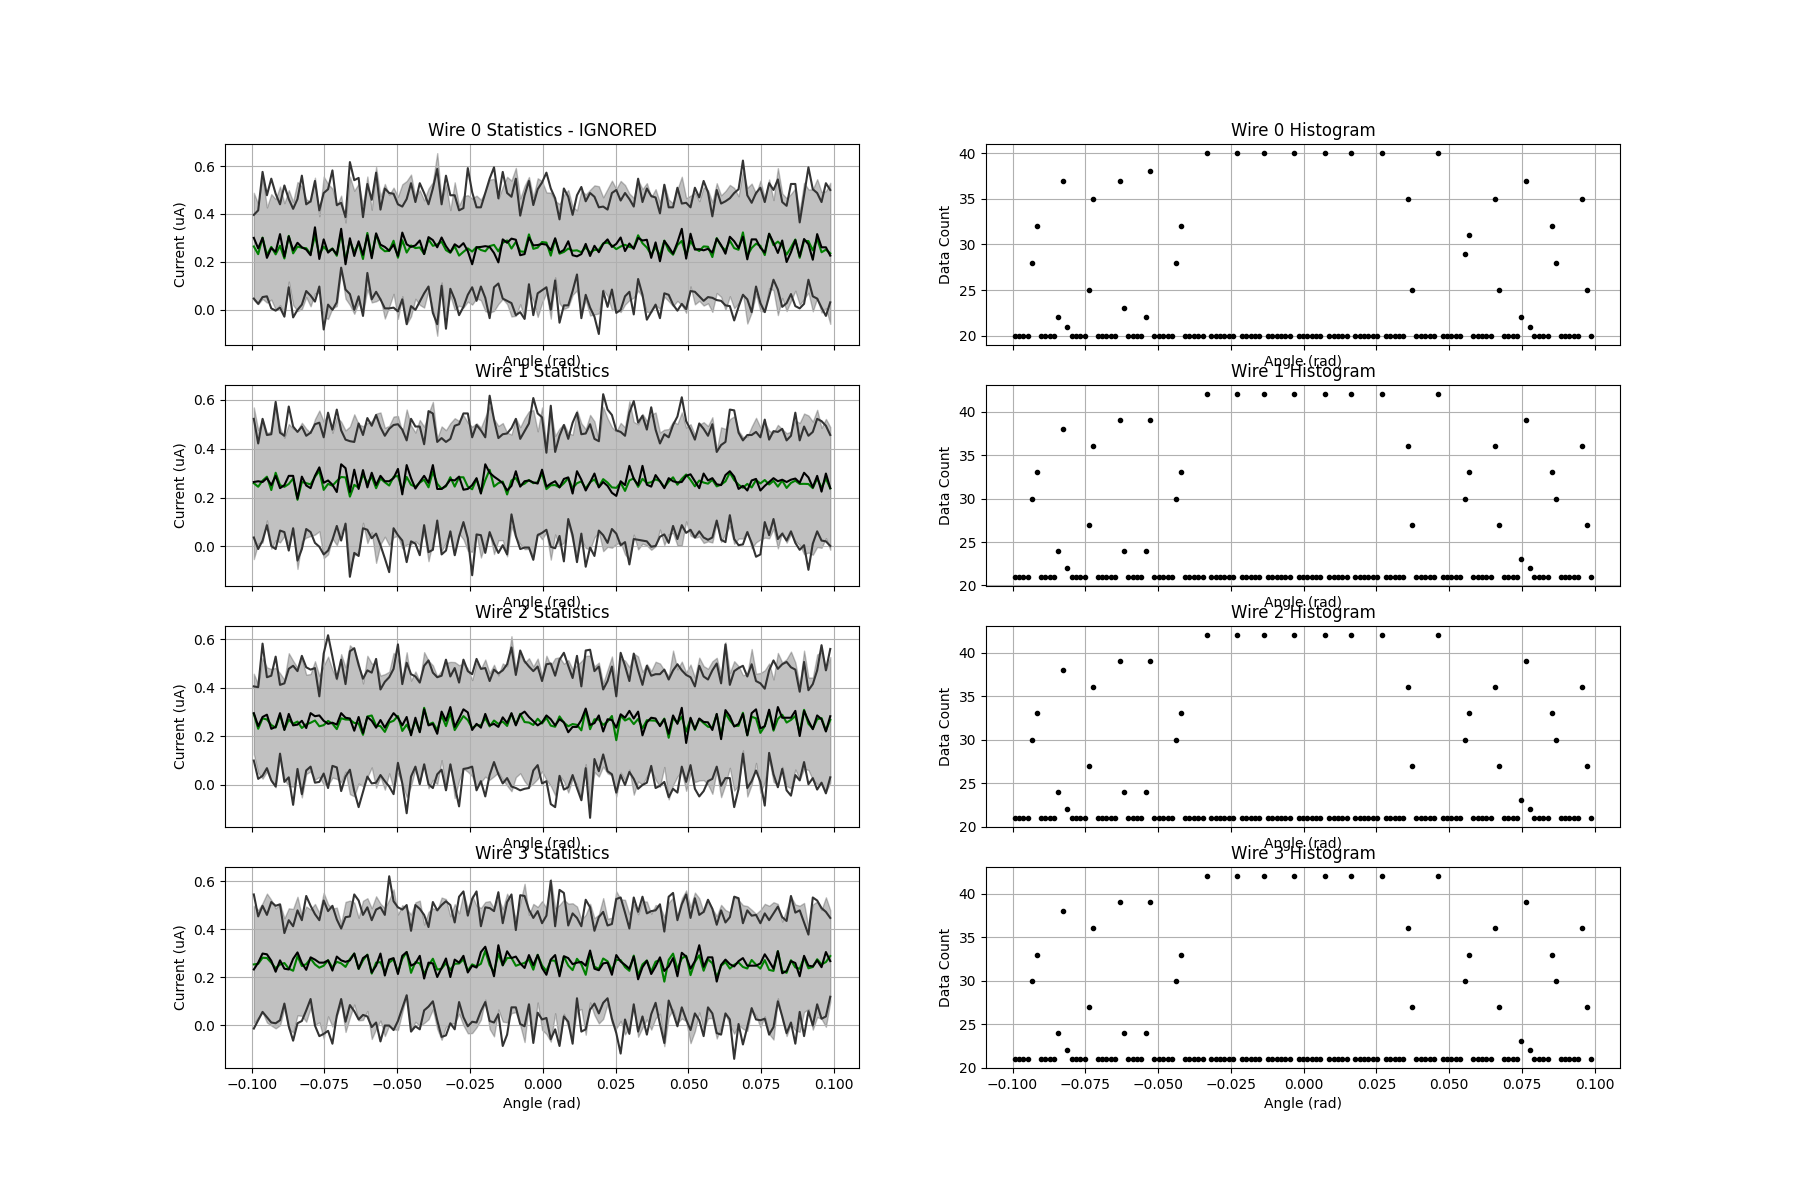 Wire 0 Statistics - IGNORED
Current (uA)
0.6
0.4
0.2
0.0
Angle (rad)
Wire 0 Histogram
Data Count
40
35
30
25
20
Angle (rad)
Wire 1 Statistics
Current (uA)
0.6
0.4
0.2
0.0
Angle (rad)
Wire 1 Histogram
Data Count
40
35
30
25
20
Angle (rad)
Wire 2 Statistics
Current (uA)
0.6
0.4
0.2
0.0
Angle (rad)
Wire 2 Histogram
Data Count
40
35
30
25
20
Angle (rad)
Wire 3 Statistics
Current (uA)
0.6
0.4
0.2
0.0
−0.100 −0.075 −0.050 −0.025 0.000 0.025 0.050 0.075 0.100
Angle (rad)
Wire 3 Histogram
Data Count
40
35
30
25
20
−0.100 −0.075 −0.050 −0.025 0.000 0.025 0.050 0.075 0.100
Angle (rad)